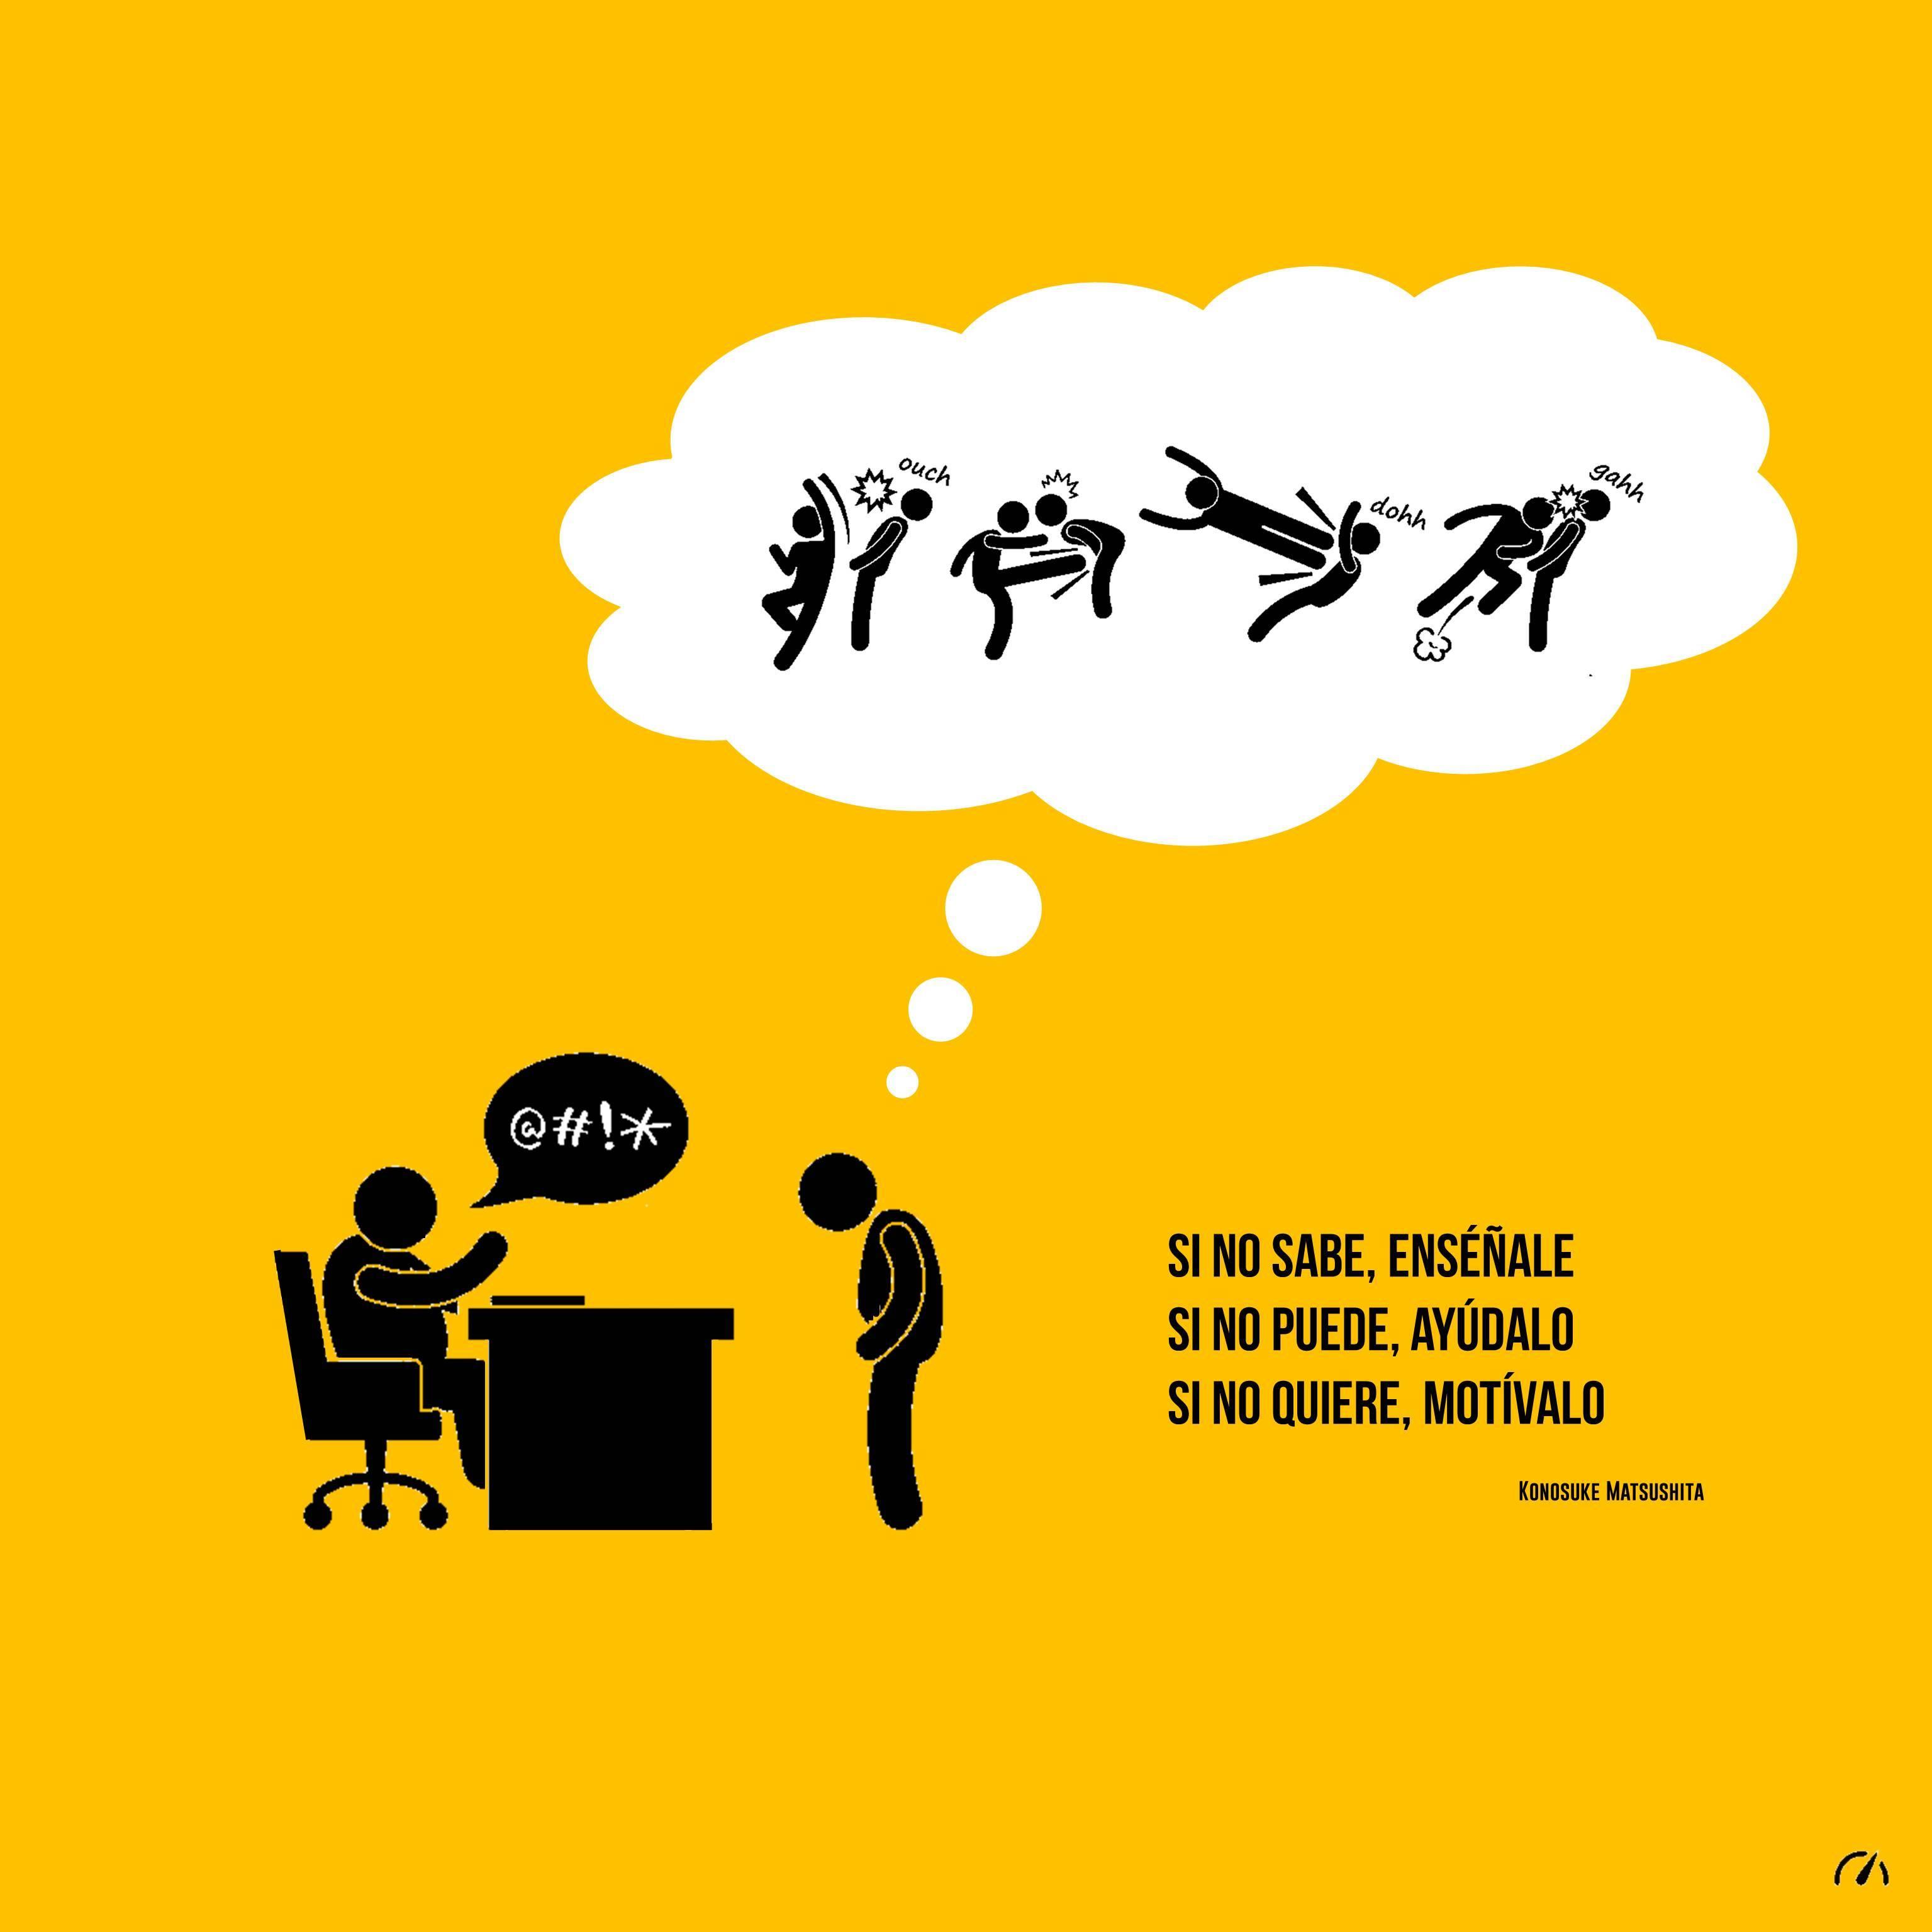 ouch
dohh
gahh
@#!*
SI NO SABE, ENSÉÑALE
SI NO PUEDE, AYÚDALO
SI NO QUIERE, MOTÍVALO
KONOSUKE MATSUSHITA